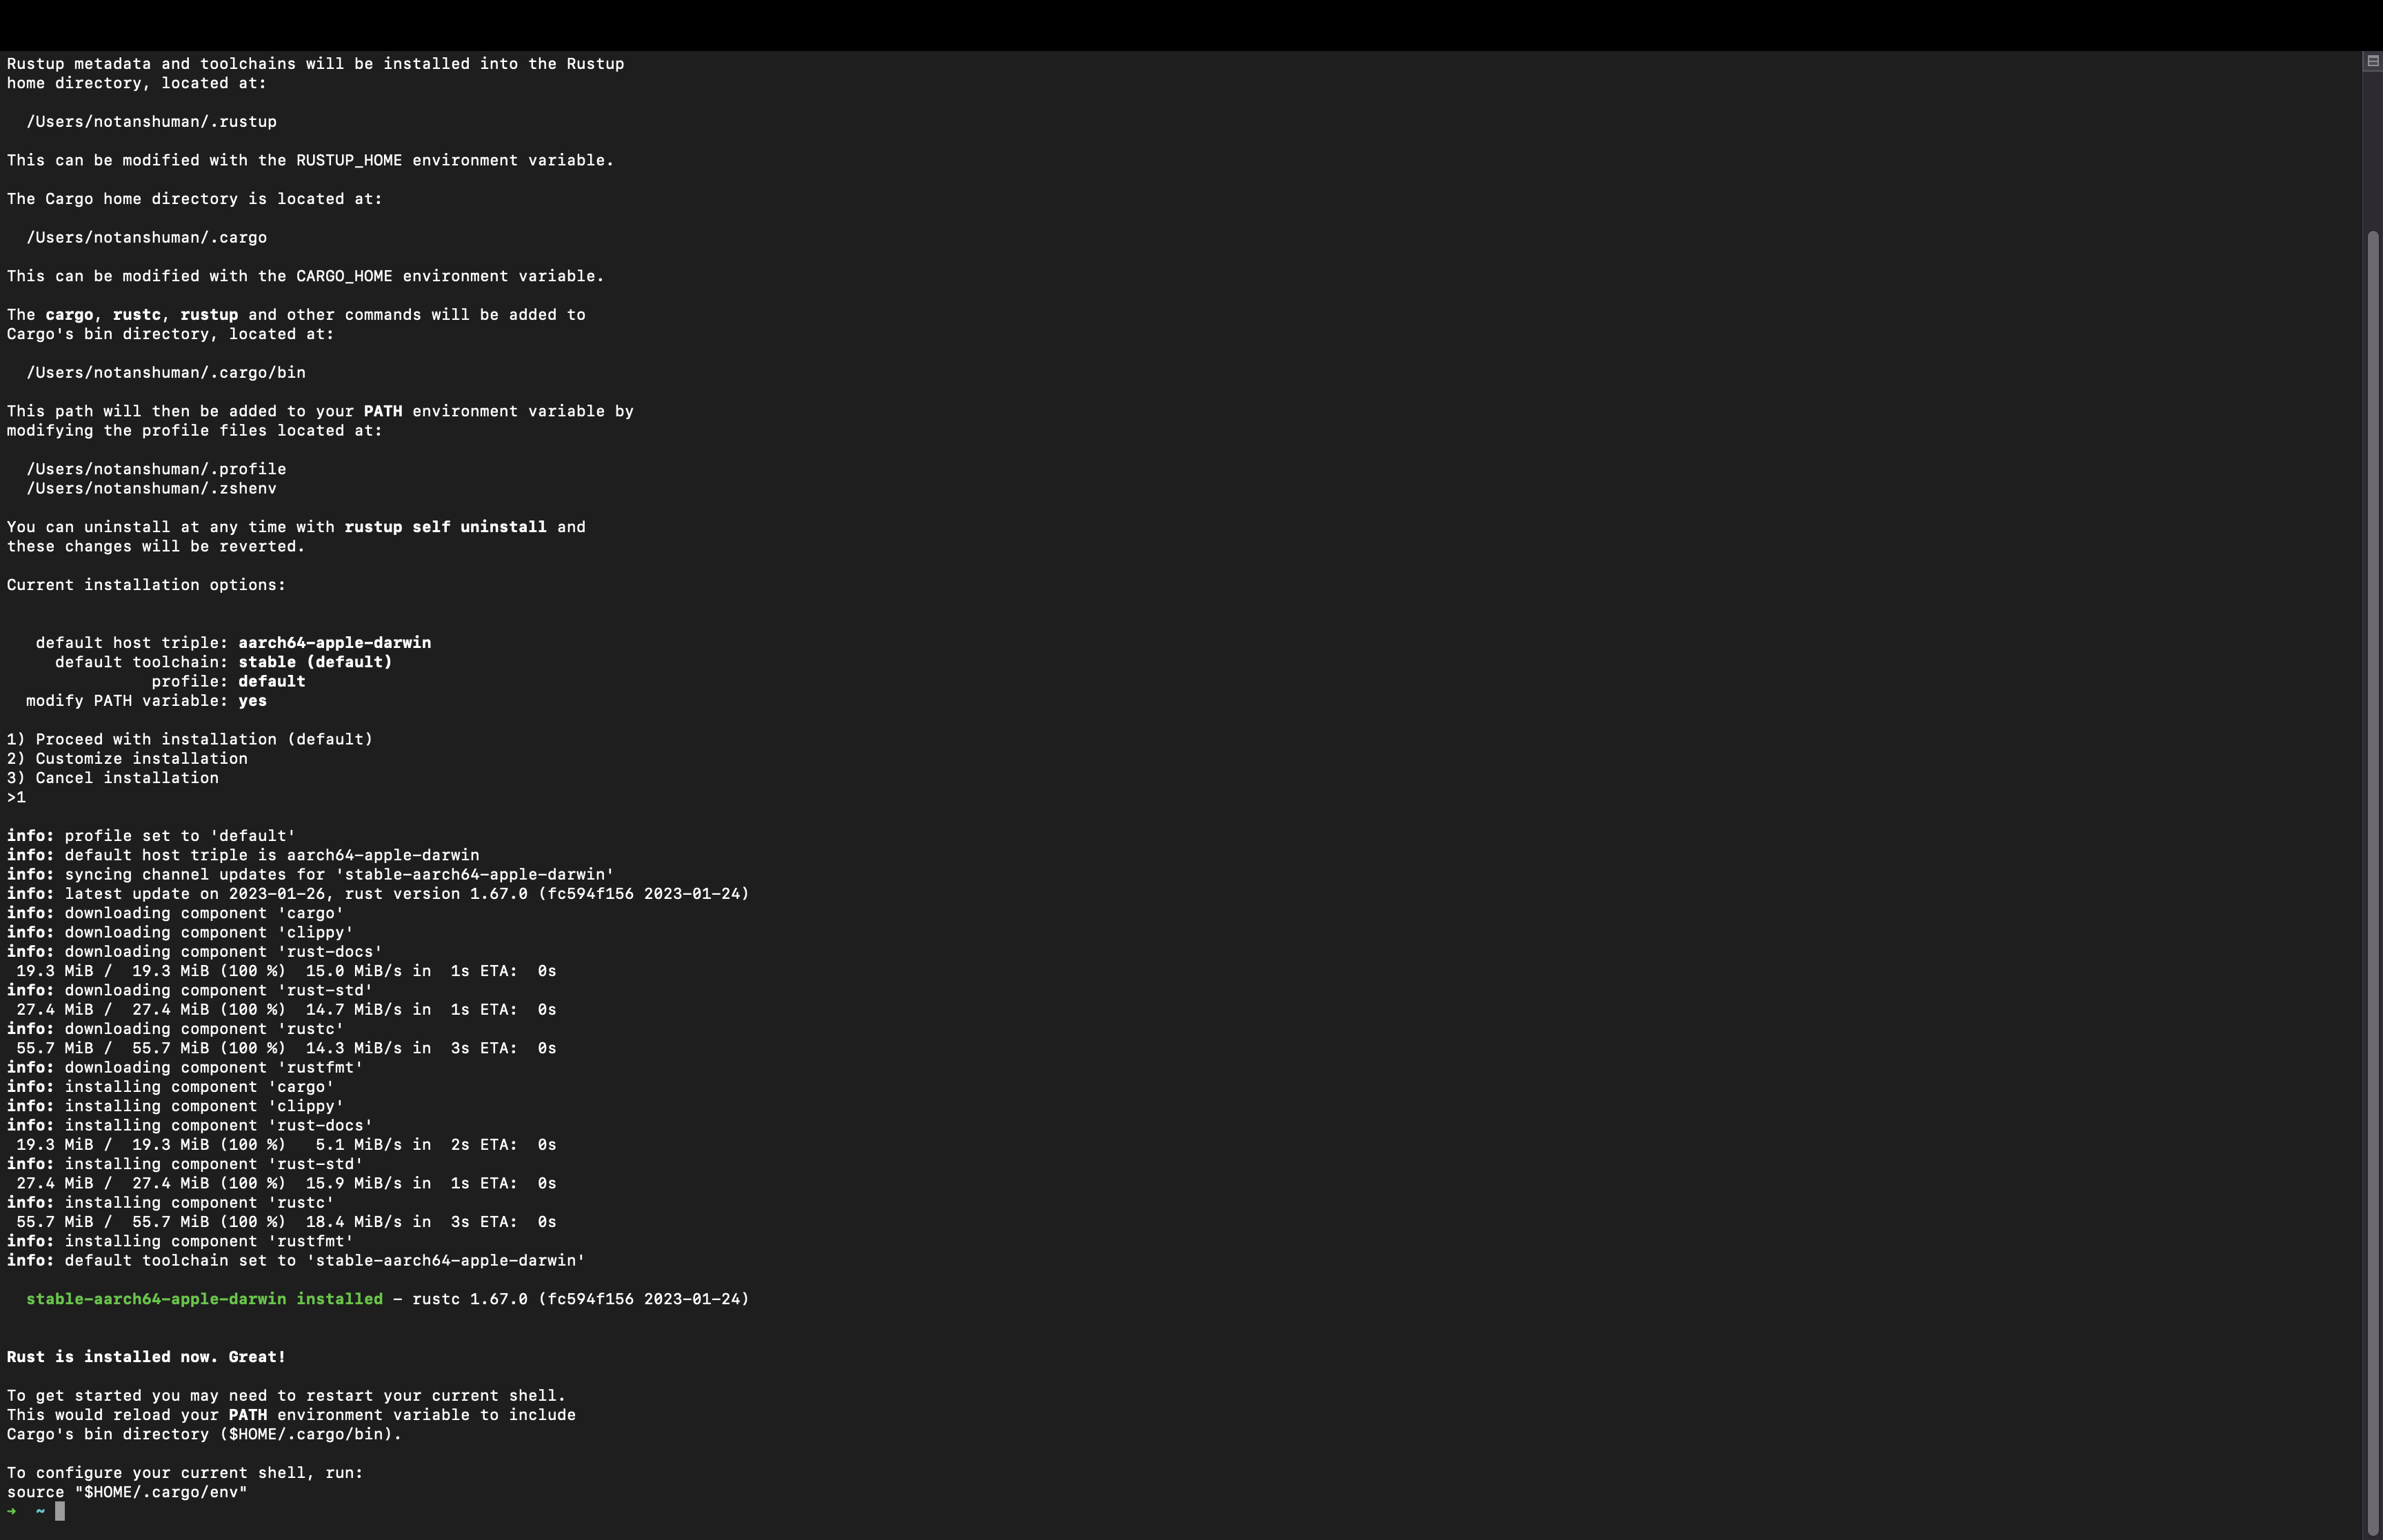 Rustup metadata and toolchains will be installed into the Rustup
home directory, located at:
/Users/notanshuman/.rustup
This can be modified with the RUSTUP_HOME environment variable.
The Cargo home directory is located at:
/Users/notanshuman/.cargo
This can be modified with the CARGO_HOME environment variable.
The cargo, rustc, rustup and other commands will be added to
Cargo's bin directory, located at:
/Users/notanshuman/.cargo/bin
This path will then be added to your PATH environment variable by
modifying the profile files located at:
/Users/notanshuman/.profile
/Users/notanshuman/.zshenv
You can uninstall at any time with rustup self uninstall and
these changes will be reverted.
Current installation options:
default host triple: aarch64-apple-darwin
default toolchain: stable (default)
profile: default
modify PATH variable: yes
1) Proceed with installation (default)
2) Customize installation
3) Cancel installation
>1
info: profile set to 'default'
info: default host triple is aarch64-apple-darwin
info: syncing channel updates for 'stable-aarch64-apple-darwin'
info: latest update on 2023-01-26, rust version 1.67.0 (fc594f156 2023-01-24)
info: downloading component 'cargo'
info: downloading component 'clippy'
info: downloading component 'rust-docs'
19.3 MiB / 19.3 MiB (100 %) 15.0 MiB/s in 1s ETA: 0s
info: downloading component 'rust-std'
27.4 MiB / 27.4 MiB (100 %) 14.7 MiB/s in 1s ETA: 0s
info: downloading component 'rustc'
55.7 MiB / 55.7 MiB (100 %) 14.3 MiB/s in 3s ETA: 0s
info: downloading component 'rustfmt'
info: installing component 'cargo'
info: installing component 'clippy'
info: installing component 'rust-docs'
19.3 MiB / 19.3 MiB (100 %) 5.1 MiB/s in 2s ETA: 0s
info: installing component 'rust-std'
27.4 MiB / 27.4 MiB (100 %) 15.9 MiB/s in 1s ETA: 0s
info: installing component 'rustc'
55.7 MiB / 55.7 MiB (100 %) 18.4 MiB/s in 3s ETA: 0s
info: installing component 'rustfmt'
info: default toolchain set to 'stable-aarch64-apple-darwin'
stable-aarch64-apple-darwin installed - rustc 1.67.0 (fc594f156 2023-01-24)
Rust is installed now. Great!
To get started you may need to restart your current shell.
This would reload your PATH environment variable to include
Cargo's bin directory ($HOME/.cargo/bin).
To configure your current shell, run:
source "$HOME/.cargo/env"
➜ ~